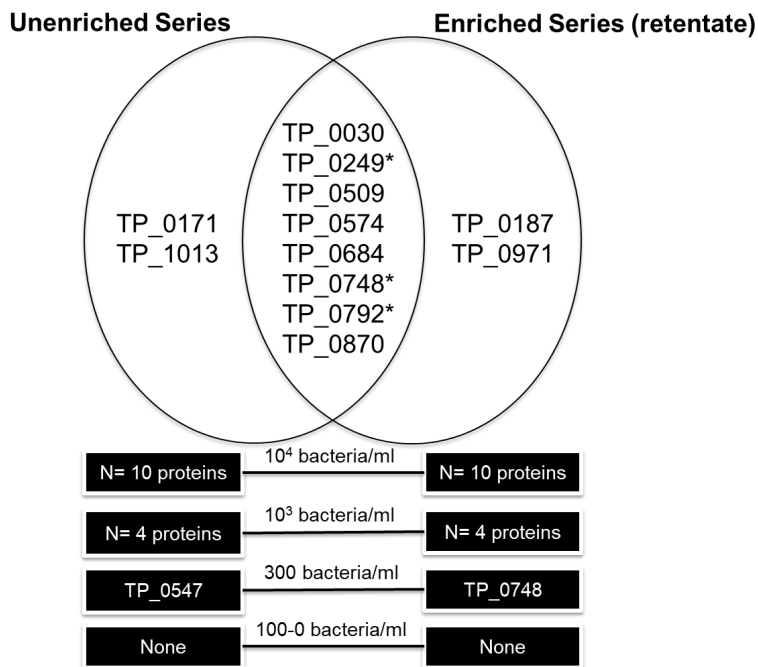 Unenriched Series
Enriched Series (retentate)
TP_0171
TP_1013
TP_0030
TP_0249*
TP_0509
TP_0574
TP_0684
TP_0748*
TP_0792*
TP_0870
TP_0187
TP_0971
N= 10 proteins
10⁴ bacteria/ml
N= 10 proteins
N= 4 proteins
10³ bacteria/ml
N= 4 proteins
TP_0547
300 bacteria/ml
TP_0748
None
100-0 bacteria/ml
None